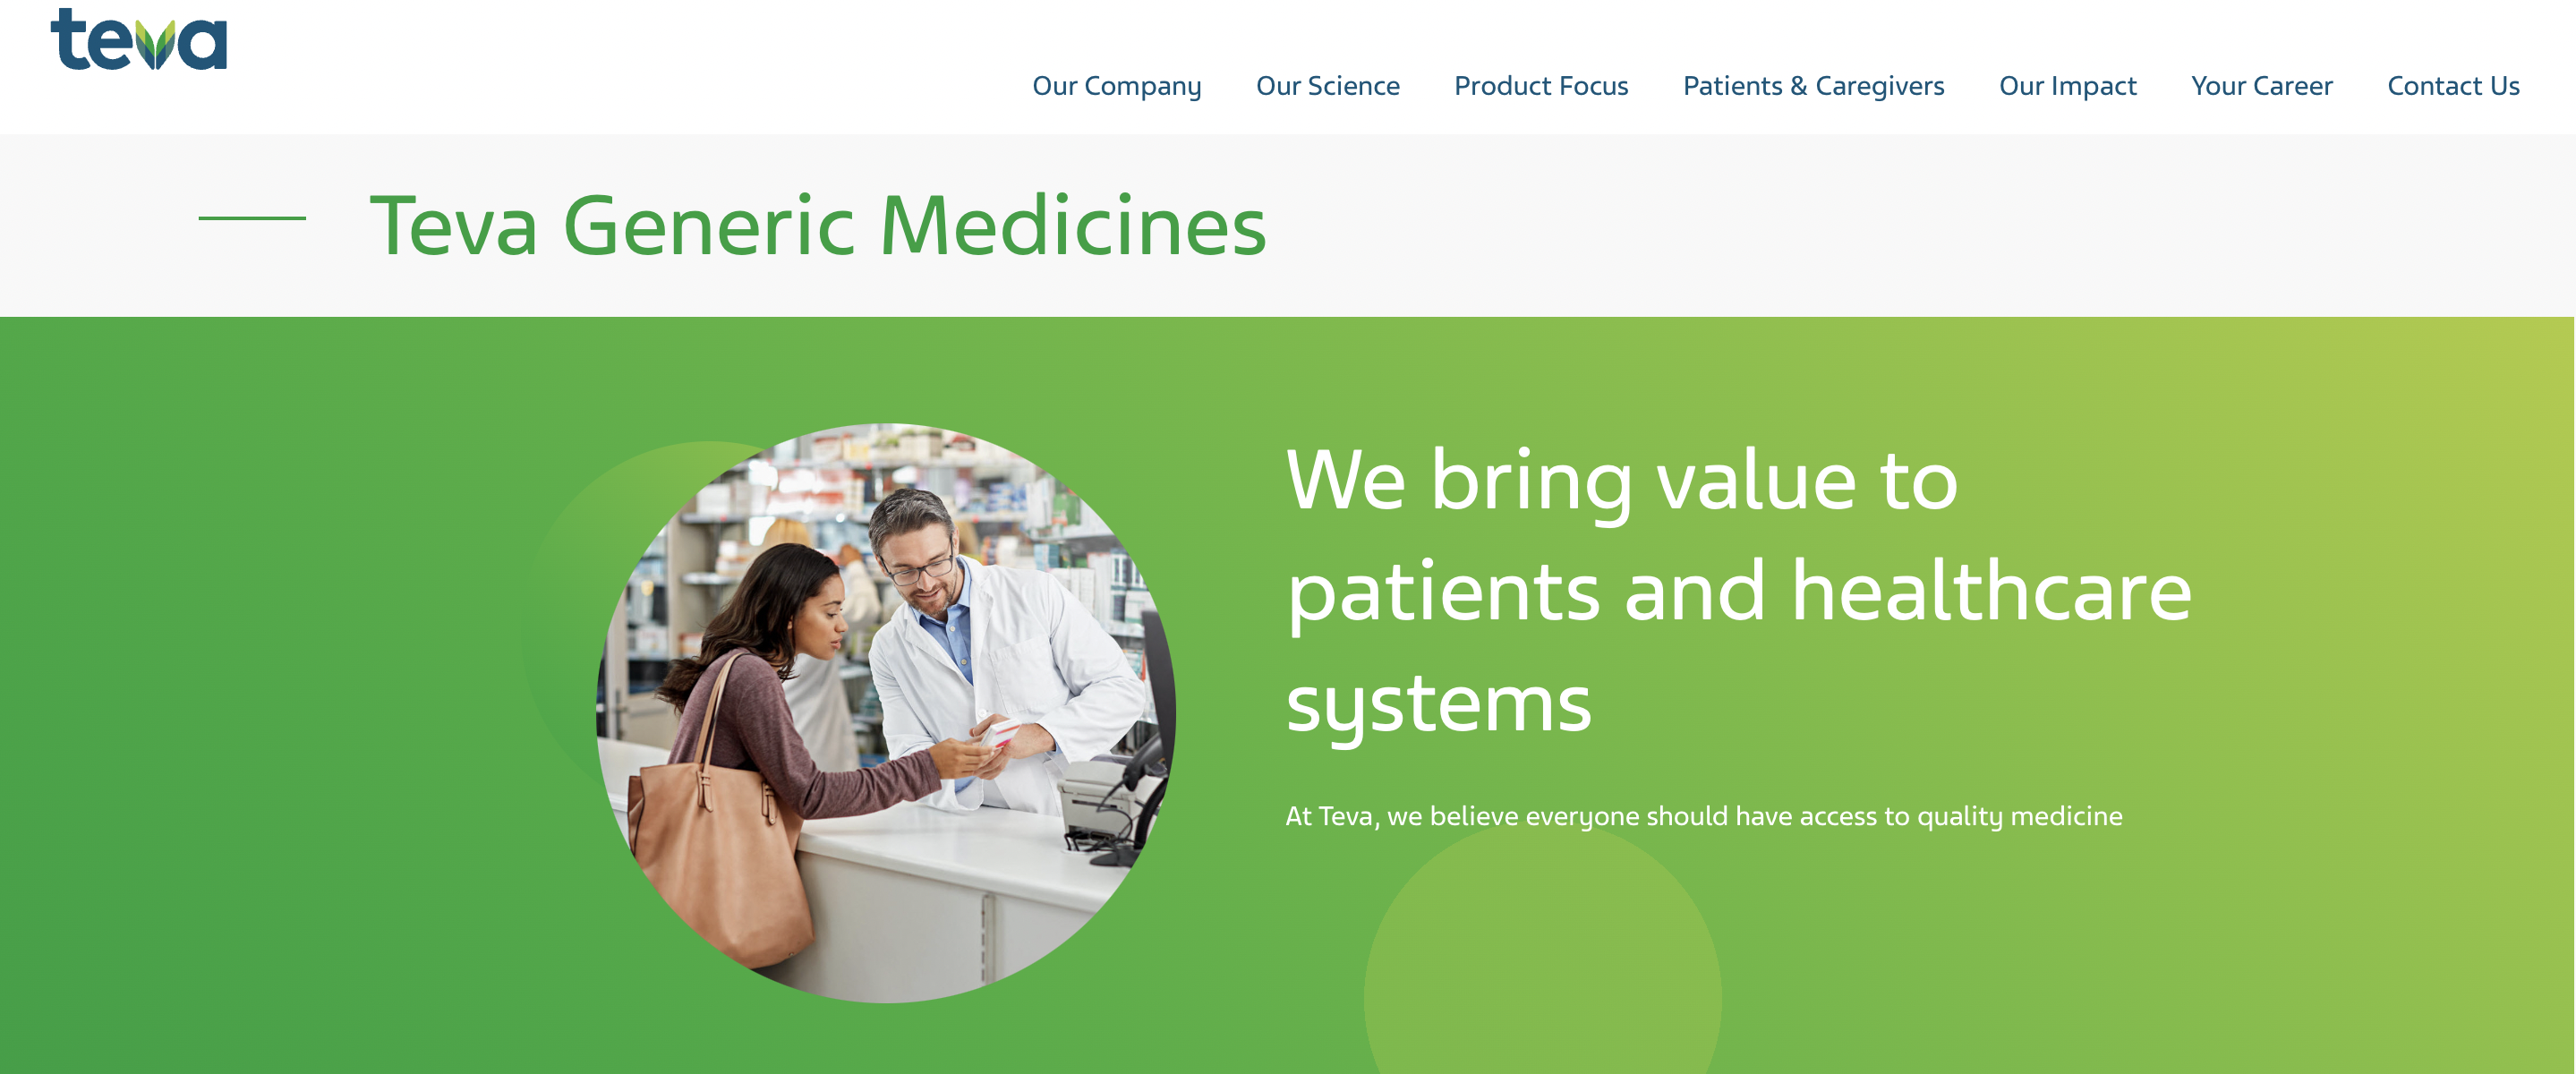 teva
Our Company Our Science Product Focus Patients & Caregivers Our Impact Your Career Contact Us
Teva Generic Medicines
We bring value to
patients and healthcare
systems
At Teva, we believe everyone should have access to quality medicine